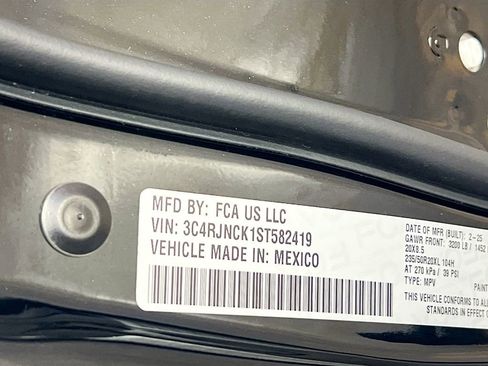 MFD BY: FCA US LLC
VIN: 3C4RJNCK1ST582419
VEHICLE MADE IN: MEXICO
DATE OF MFR (BUILT): 2-25
GAWR FRONT: 3200 LB / 1452
20X8.5
235/50R20XL 104H
AT 270 kPa / 39 PSI
TYPE: MPV
PAINT
THIS VEHICLE CONFORMS TO ALL
STANDARDS IN EFFECT O